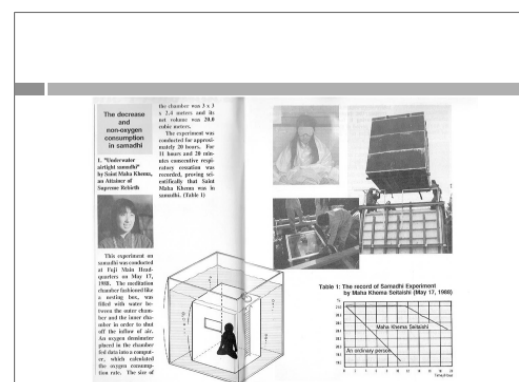 The decrease
and
non-oxygen
consumption
in samadhi
1. "Underwater
airtight samadhi"
by Saint Maha Khema,
an Attainer of
Supreme Rebirth
This experiment on
samadhi was conducted
at Fuji Main Head-
quarters on May 17,
1988. The meditation
chamber fashioned like
a nesting box, was
filled with water be-
tween the outer cham-
ber and the inner cha-
mber in order to shut
off the inflow of air.
An oxygen densimeter
placed in the chamber
fed data into a comput-
er, which calculated
the oxygen consump-
tion rate. The size of
the chamber was 3 x 3
x 2.4 meters and its
net volume was 20.0
cubic meters.
The experiment was
conducted for approxi-
mately 20 hours. For
11 hours and 20 min-
utes consecutive respi-
ratory cessation was
recorded, proving sci-
entifically that Saint
Maha Khema was in
samadhi. (Table 1)
Table 1: The record of Samadhi Experiment
by Maha Khema Seitaishi (May 17, 1988)
Maha Khema Seitaishi
An ordinary person